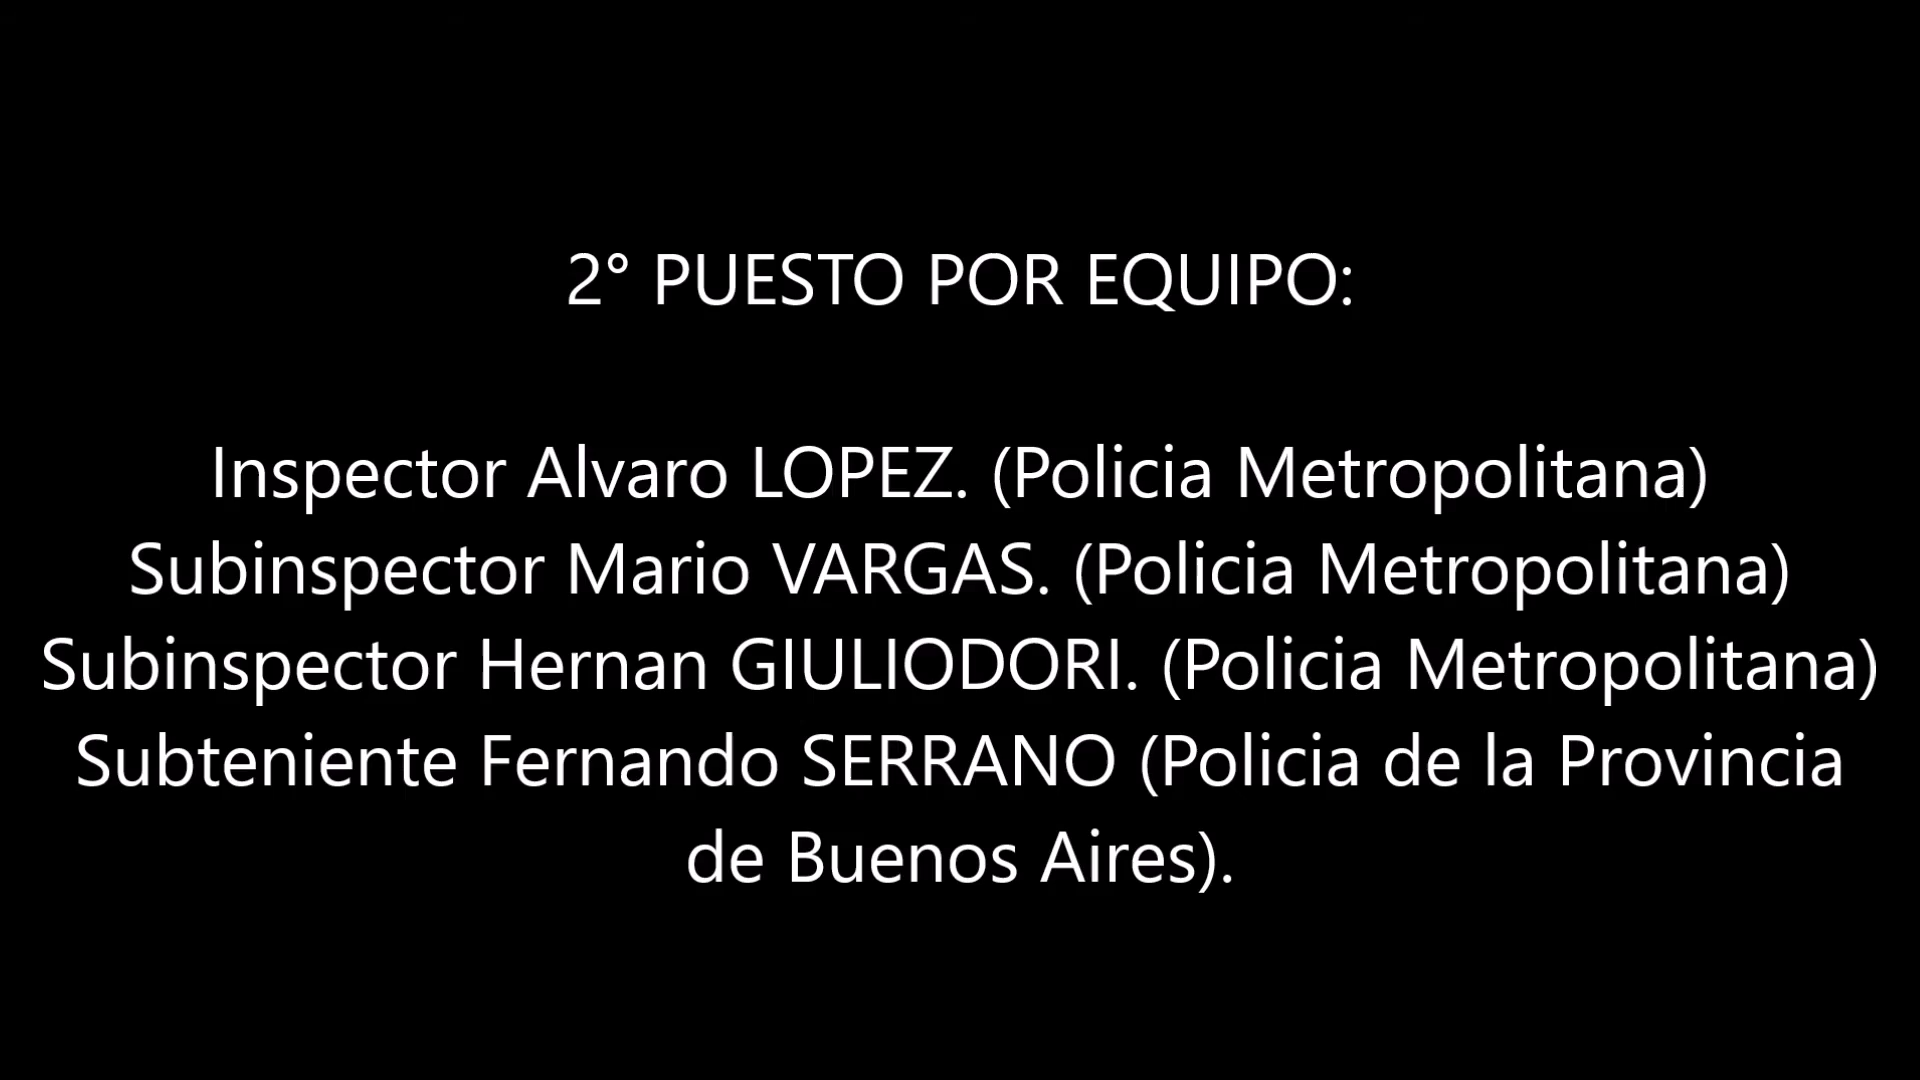 2° PUESTO POR EQUIPO:
Inspector Alvaro LOPEZ. (Policia Metropolitana)
Subinspector Mario VARGAS. (Policia Metropolitana)
Subinspector Hernan GIULIODORI. (Policia Metropolitana)
Subteniente Fernando SERRANO (Policia de la Provincia
de Buenos Aires).